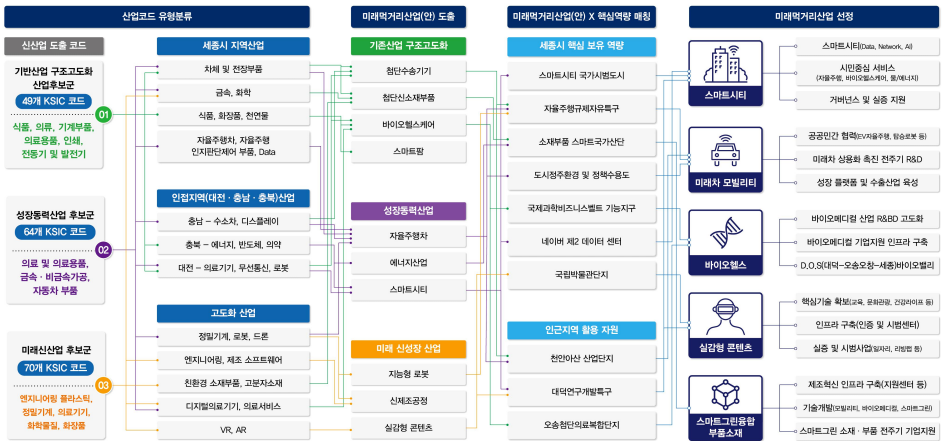 산업코드 유형분류
미래먹거리산업(안) 도출
미래먹거리산업(안) X 핵심역량 매칭
미래먹거리산업 선정
신산업 도출 코드
기반산업 구조고도화
산업후보군
49개 KSIC 코드
01
식품, 의류, 기계부품,
의료용품, 인쇄,
전동기 및 발전기
성장동력산업 후보군
64개 KSIC 코드
02
의료 및 의료용품,
금속 · 비금속가공,
자동차 부품
미래신산업 후보군
70개 KSIC 코드
03
엔지니어링 플라스틱,
정밀기계, 의료기기,
화학물질, 화장품
세종시 지역산업
차체 및 전장부품
금속, 화학
식품, 화장품, 천연물
자율주행차, 자율주행
인지판단제어 부품, Data
인접지역(대전 · 충남 · 충북)산업
충남 – 수소차, 디스플레이
충북 – 에너지, 반도체, 의약
대전 – 의료기기, 무선통신, 로봇
고도화 산업
정밀기계, 로봇, 드론
엔지니어링, 제조 소프트웨어
친환경 소재부품, 고분자소재
디지털의료기기, 의료서비스
VR, AR
기존산업 구조고도화
첨단수송기기
첨단신소재부품
바이오헬스케어
스마트팜
성장동력산업
자율주행차
에너지산업
스마트시티
미래 신성장 산업
지능형 로봇
신제조공정
실감형 콘텐츠
세종시 핵심 보유 역량
스마트시티 국가시범도시
자율주행규제자유특구
소재부품 스마트국가산단
도시정주환경 및 정책수용도
국제과학비즈니스벨트 기능지구
네이버 제2 데이터 센터
국립박물관단지
인근지역 활용 자원
천안아산 산업단지
대덕연구개발특구
오송첨단의료복합단지
스마트시티
스마트시티(Data, Network, AI)
시민중심 서비스
(자율주행, 바이오헬스케어, 물/에너지)
거버넌스 및 실증 지원
미래차 모빌리티
공공민간 협력(EV자율주행, 탑승로봇 등)
미래차 상용화 촉진 전주기 R&D
성장 플랫폼 및 수출산업 육성
바이오헬스
바이오메디컬 산업 R&BD 고도화
바이오메디컬 기업지원 인프라 구축
D.O.S(대덕–오송오창–세종)바이오밸리
실감형 콘텐츠
핵심기술 확보(교육, 문화관광, 건강라이프 등)
인프라 구축(인증 및 시범센터)
실증 및 시범사업(일자리, 리빙랩 등)
스마트그린융합
부품소재
제조혁신 인프라 구축(지원센터 등)
기술개발(모빌리티, 바이오메디컬, 스마트그린)
스마트그린 소재 · 부품 전주기 기업지원